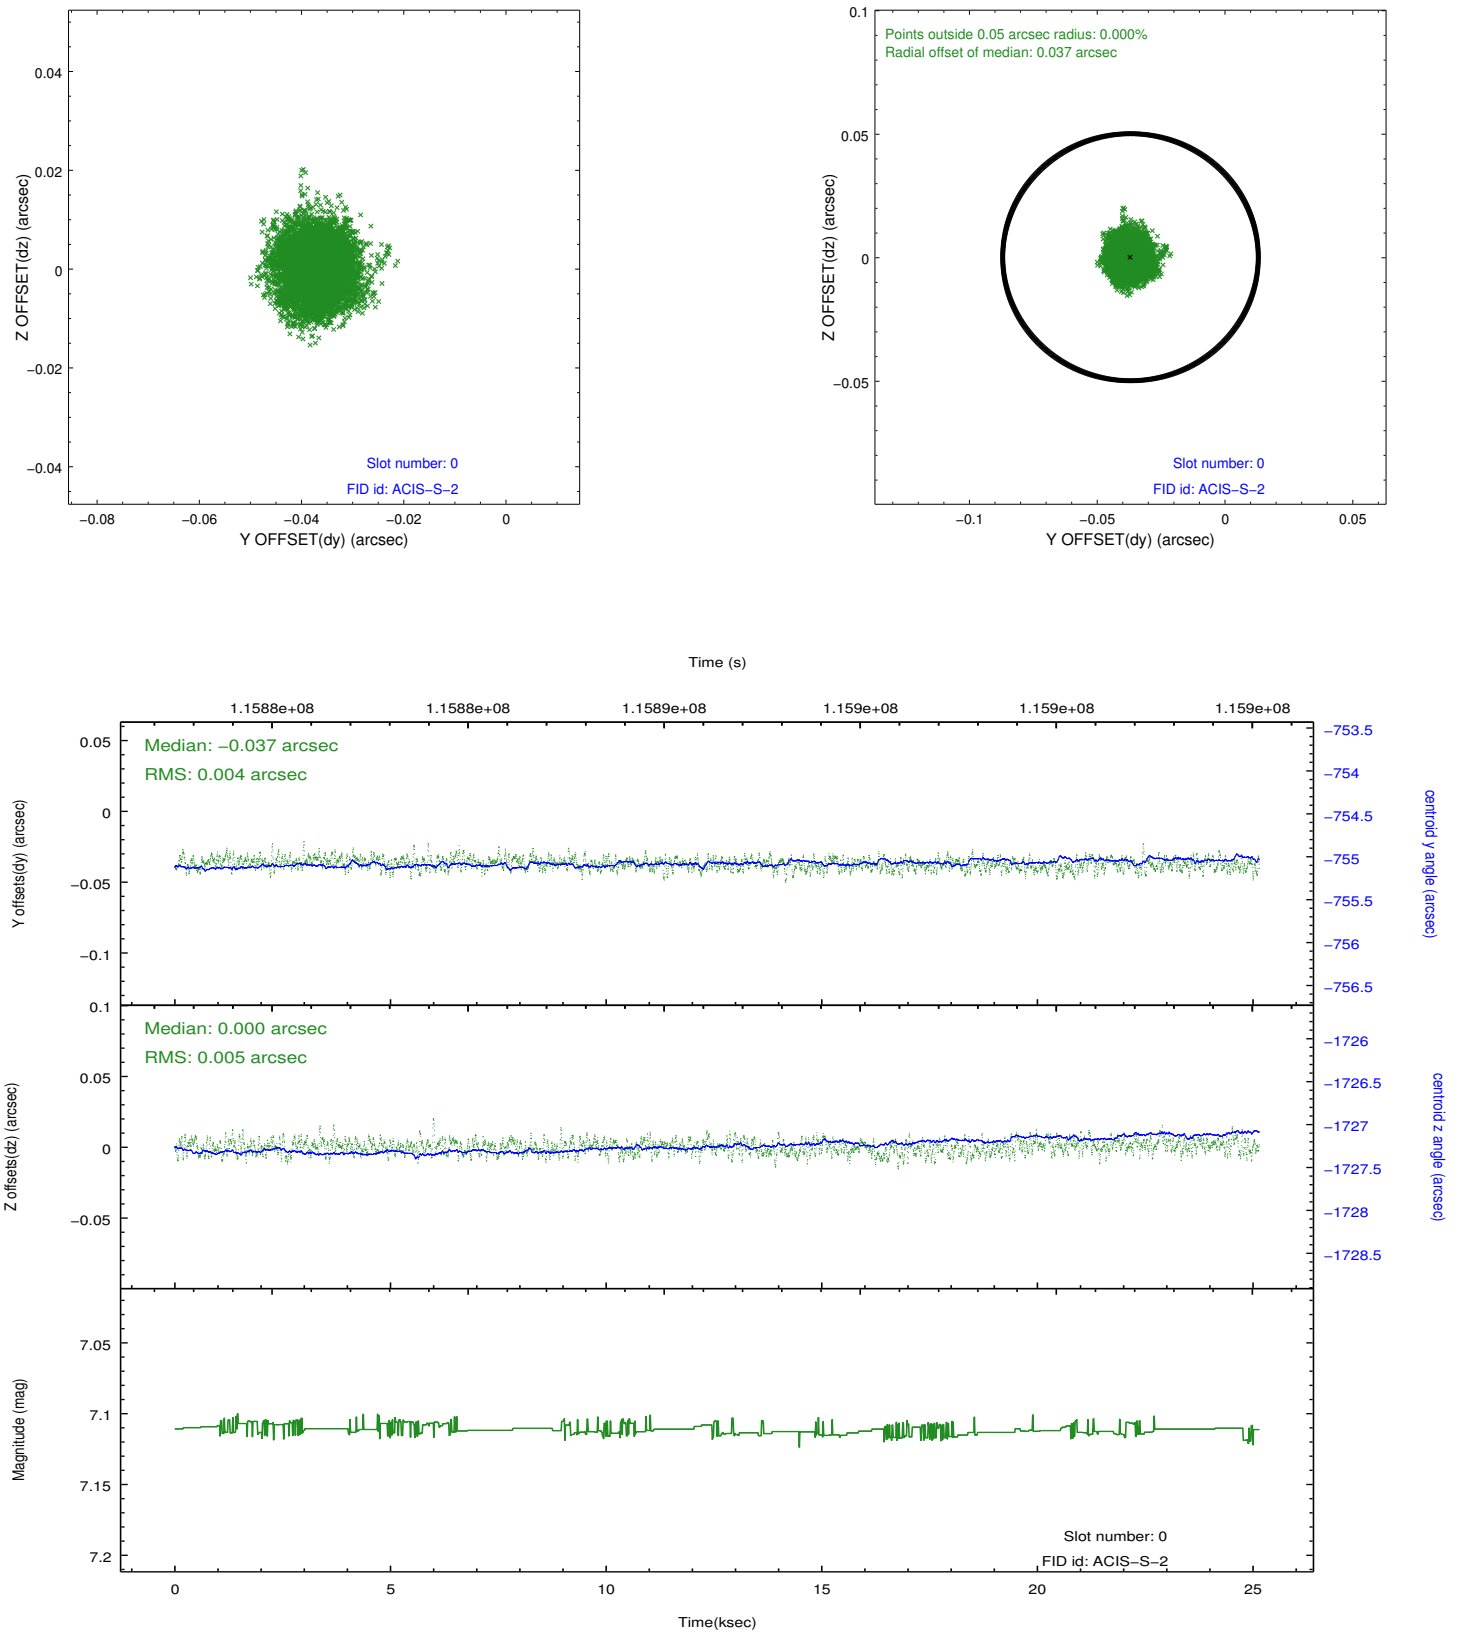 0.04
0.02
0
−0.02
−0.04
Z OFFSET(dz) (arcsec)
Slot number: 0
FID id: ACIS−S−2
−0.08
−0.06
−0.04
−0.02
0
Y OFFSET(dy) (arcsec)
0.1
0.05
0
−0.05
Z OFFSET(dz) (arcsec)
Points outside 0.05 arcsec radius: 0.000%
Radial offset of median: 0.037 arcsec
Slot number: 0
FID id: ACIS−S−2
−0.1
−0.05
0
0.05
Y OFFSET(dy) (arcsec)
Time (s)
1.1588e+08
1.1588e+08
1.1589e+08
1.159e+08
1.159e+08
1.159e+08
0.05
0
−0.05
−0.1
Y offsets(dy) (arcsec)
Median: −0.037 arcsec
RMS: 0.004 arcsec
−753.5
−754
−754.5
−755
−755.5
−756
−756.5
centroid y angle (arcsec)
0.1
0.05
0
−0.05
Z offsets(dz) (arcsec)
Median: 0.000 arcsec
RMS: 0.005 arcsec
−1726
−1726.5
−1727
−1727.5
−1728
−1728.5
centroid z angle (arcsec)
7.05
7.1
7.15
7.2
Magnitude (mag)
Slot number: 0
FID id: ACIS−S−2
0
5
10
15
20
25
Time(ksec)